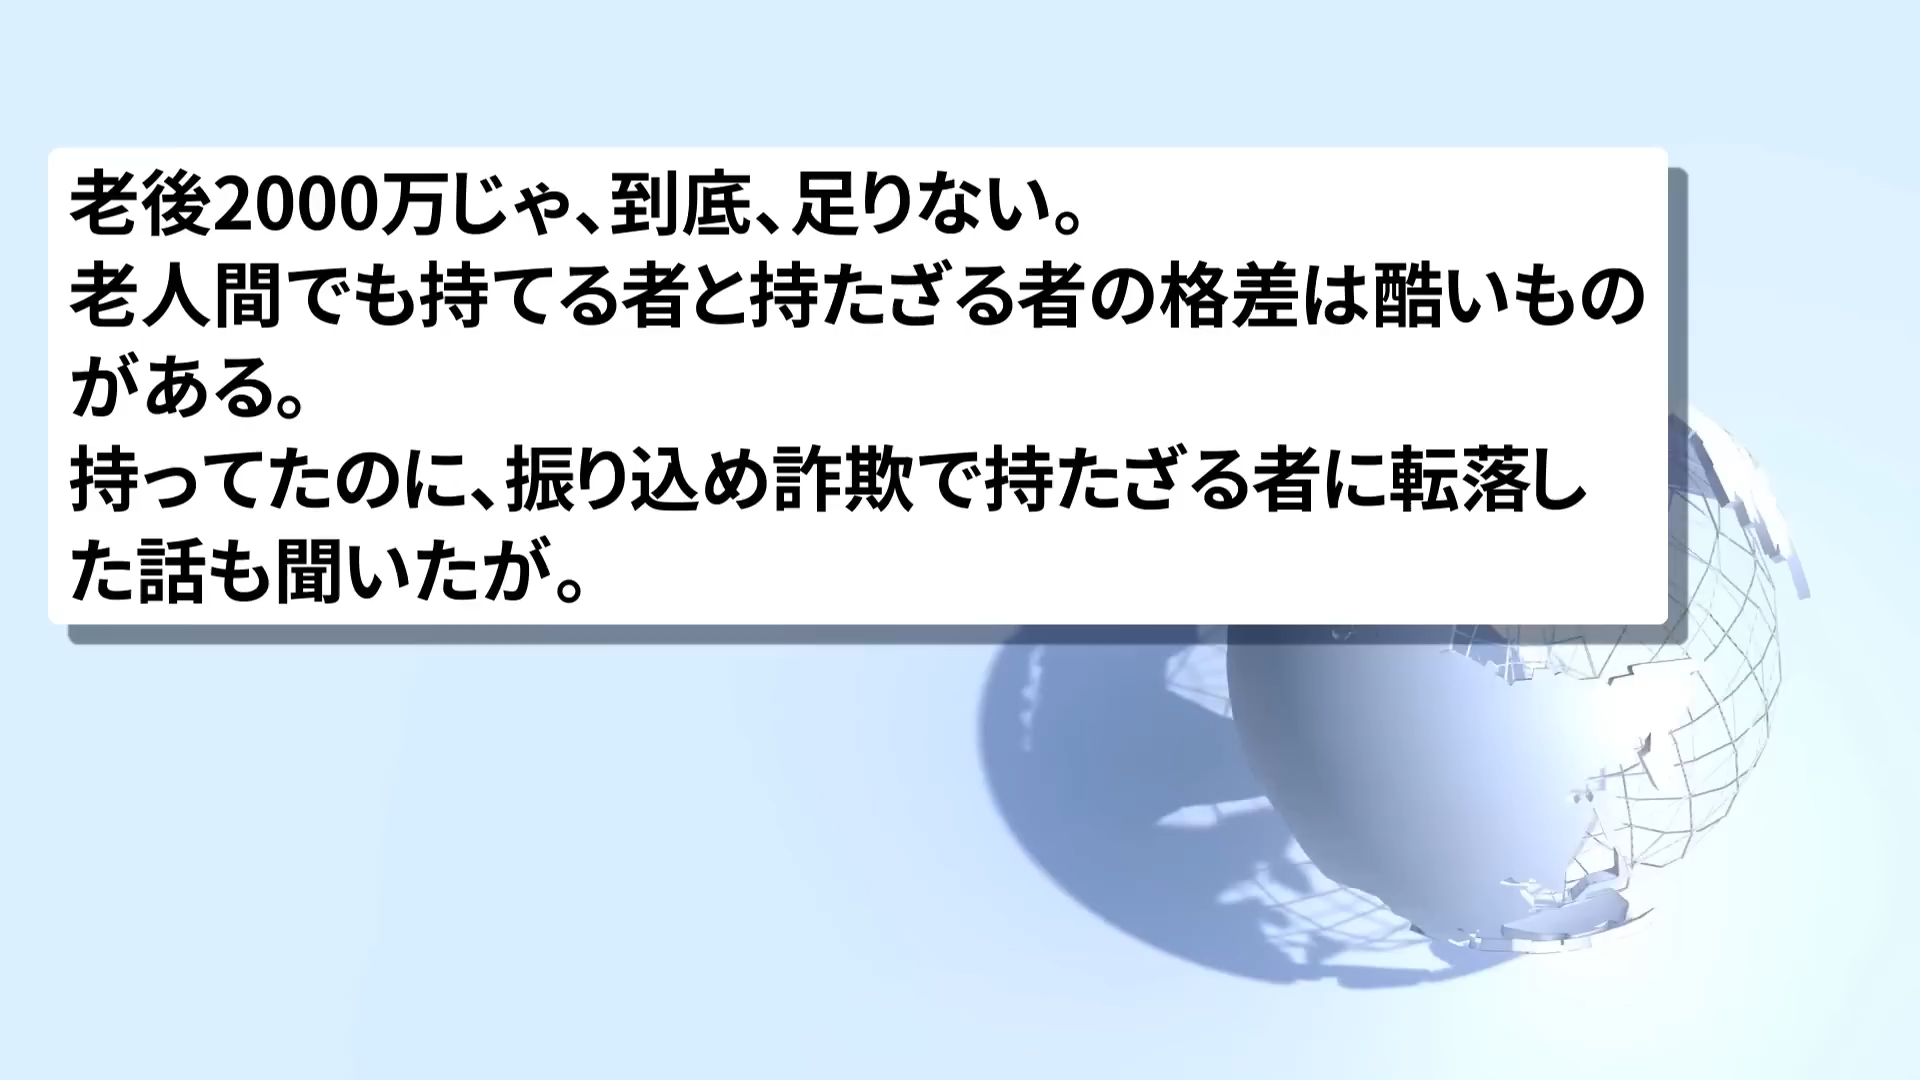 老後2000万じゃ、到底、足りない。
老人間でも持てる者と持たざる者の格差は酷いもの
がある。
持ってたのに、振り込め詐欺で持たざる者に転落し
た話も聞いたが。